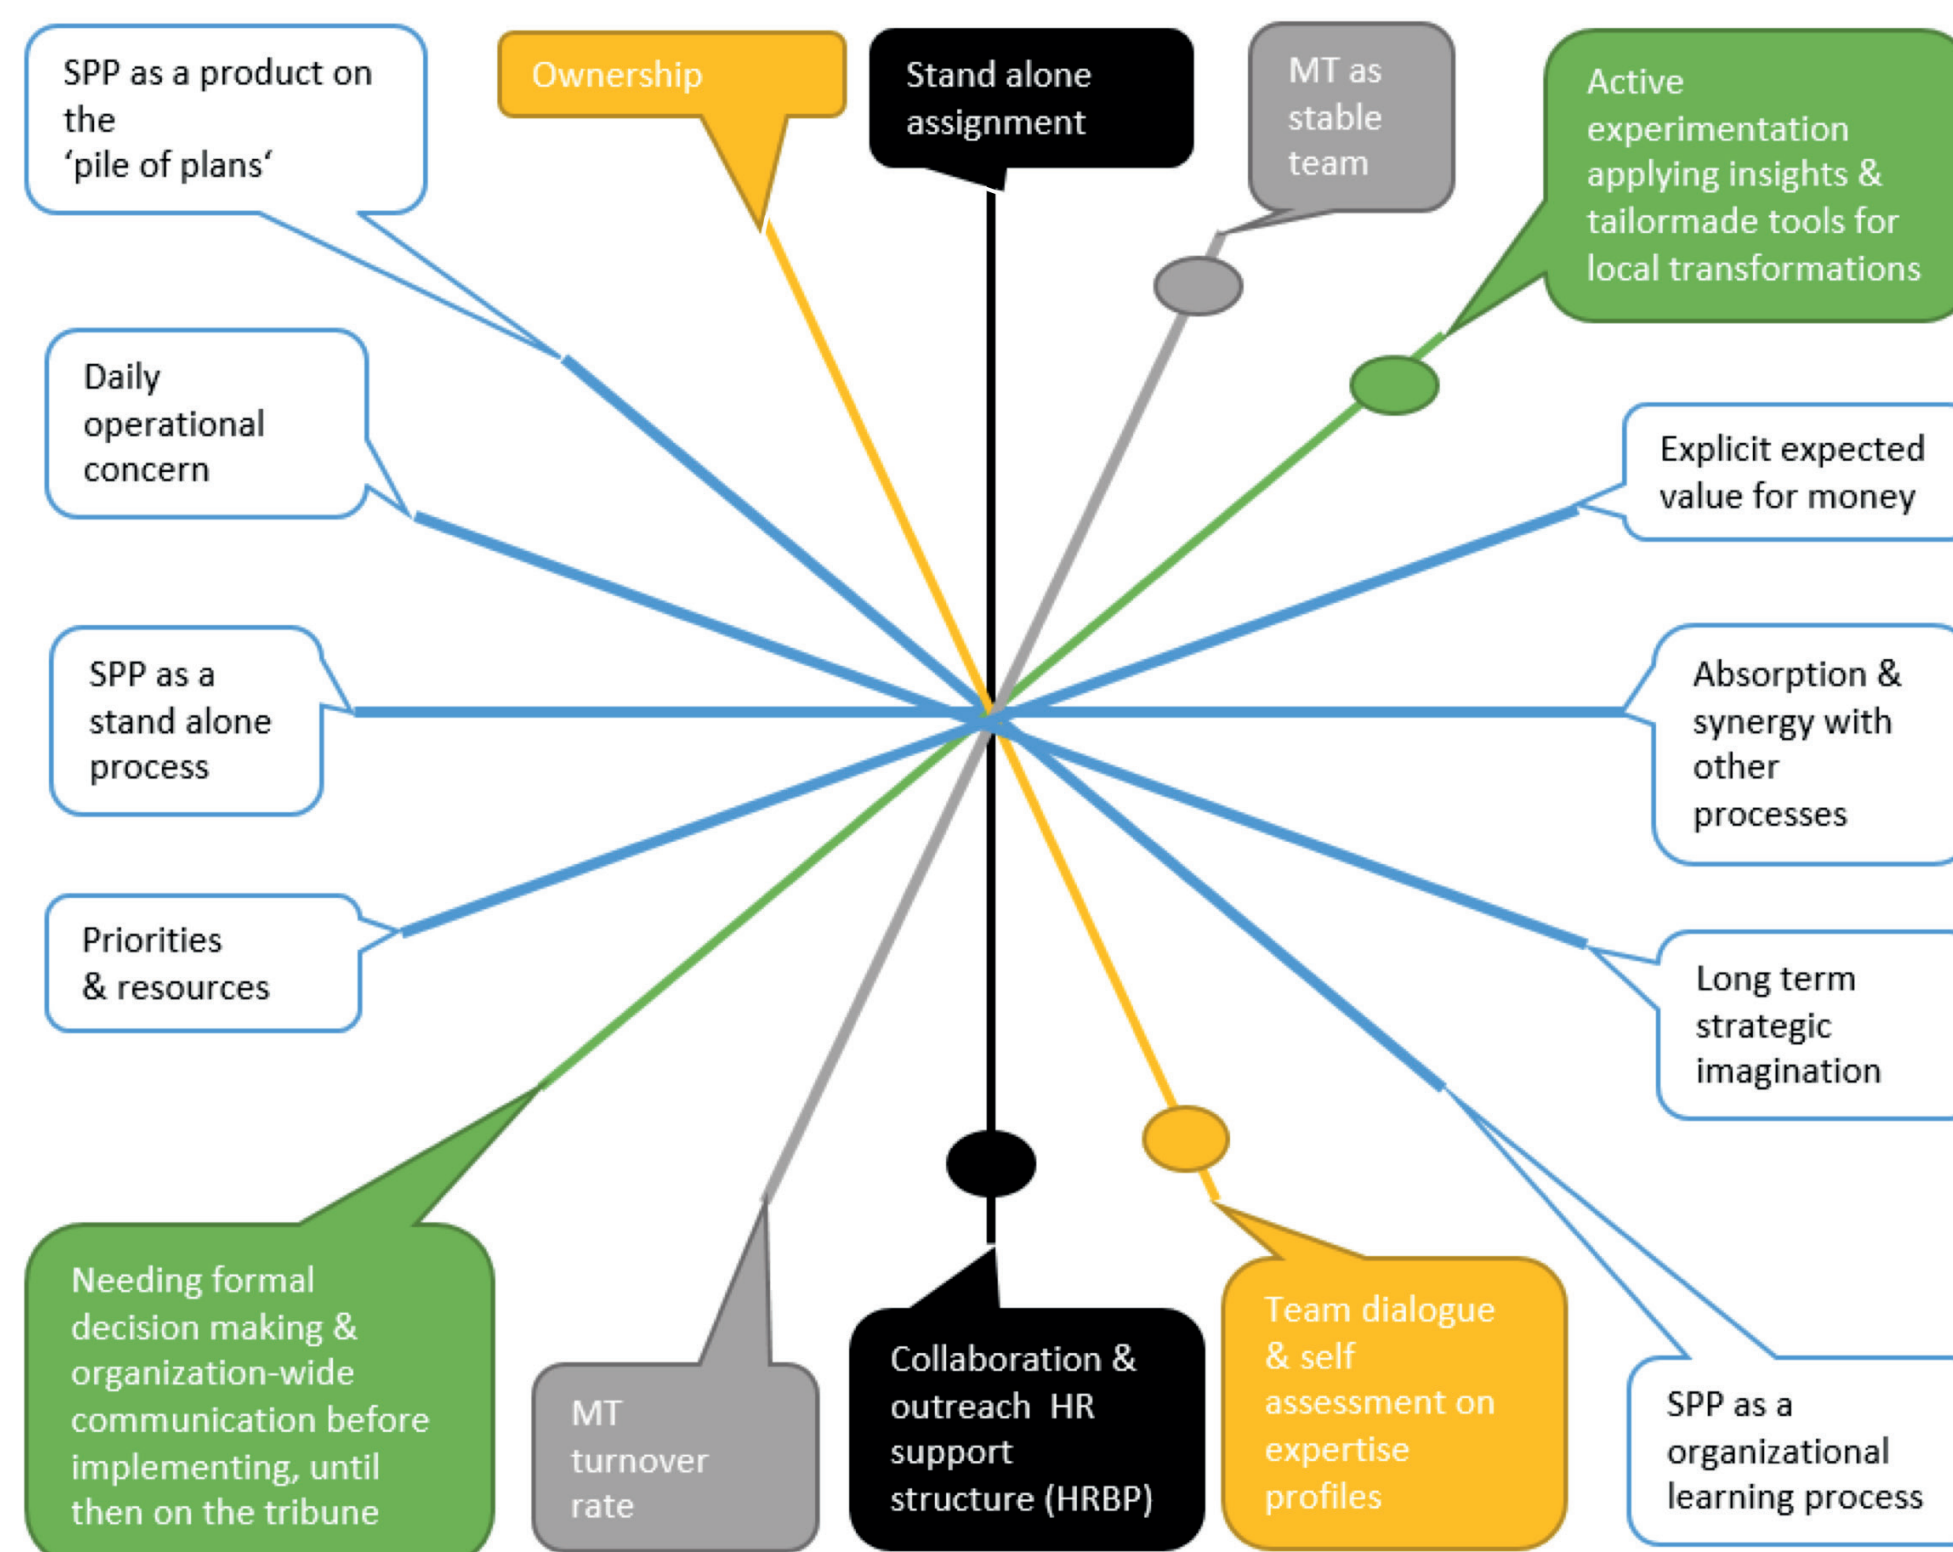 SPP as a product on
the
‘pile of plans‘
Ownership
Stand alone
assignment
MT as
stable
team
Active
experimentation
applying insights &
tailormade tools for
local transformations
Daily
operational
concern
Explicit expected
value for money
SPP as a
stand alone
process
Absorption &
synergy with
other
processes
Priorities
& resources
Long term
strategic
imagination
Needing formal
decision making &
organization-wide
communication before
implementing, until
then on the tribune
MT
turnover
rate
Collaboration &
outreach HR
support
structure (HRBP)
Team dialogue
& self
assessment on
expertise
profiles
SPP as a
organizational
learning process